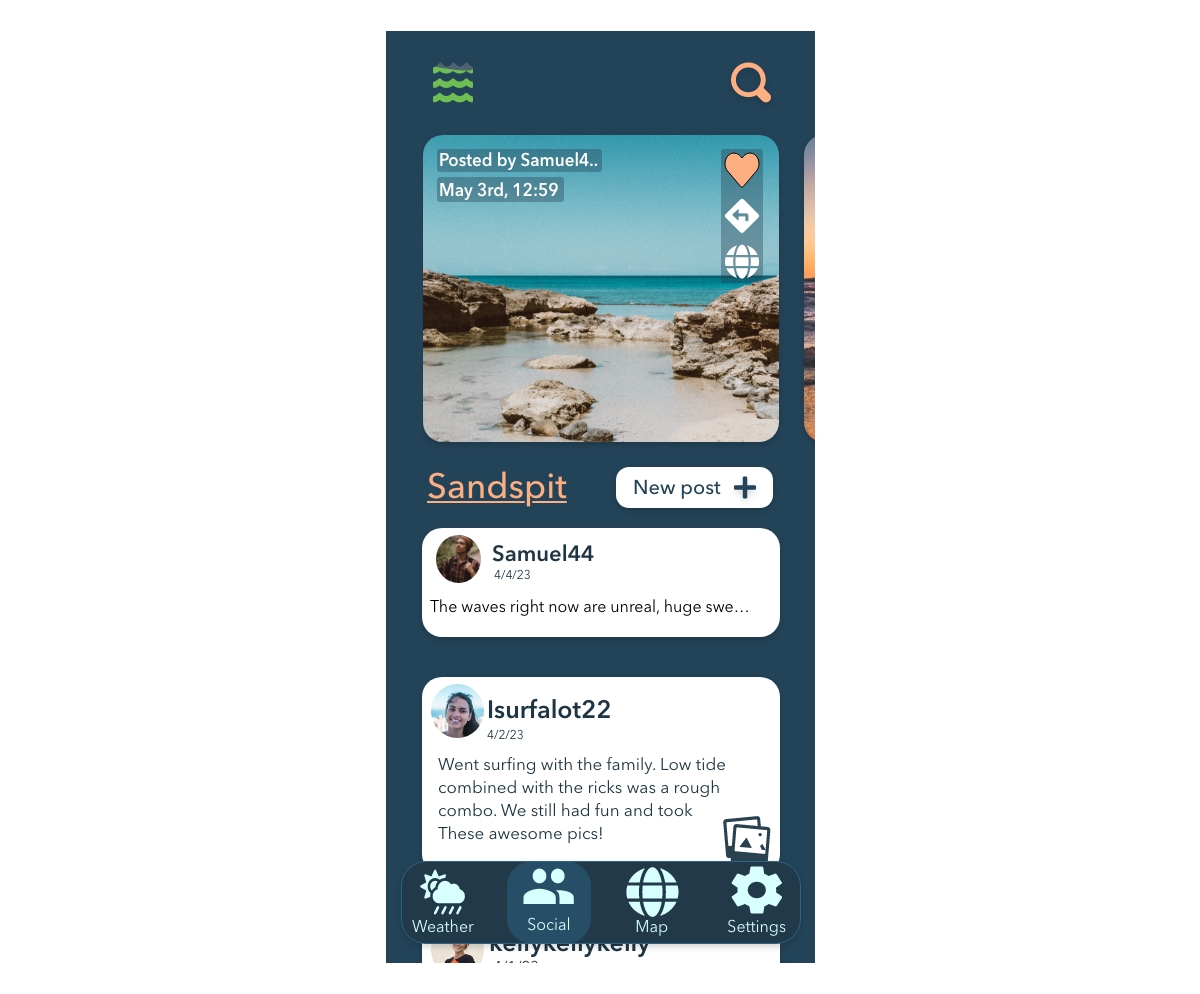 Posted by Samuel4..
May 3rd, 12:59
Sandspit
New post
Samuel44
4/4/23
The waves right now are unreal, huge swe...
Isurfalot22
4/2/23
Went surfing with the family. Low tide
combined with the ricks was a rough
combo. We still had fun and took
These awesome pics!
Weather
Social
Map
Settings
kellykellykelly